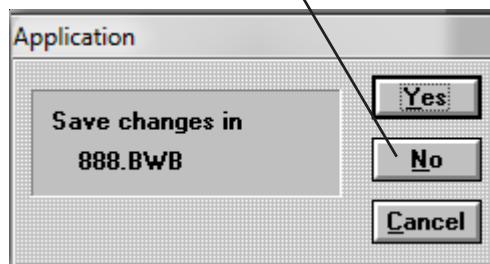 Application
Save changes in
888.BWB
Yes
No
Cancel